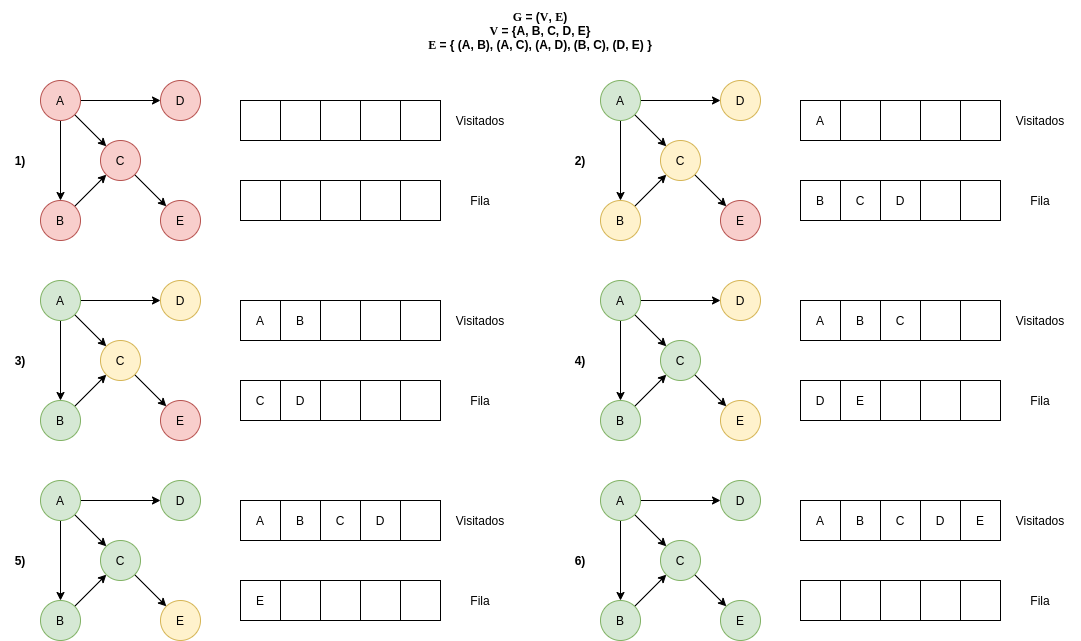 G = (V, E)
V = {A, B, C, D, E}
E = { (A, B), (A, C), (A, D), (B, C), (D, E) }
1)
A
D
C
B
E
Visitados
Fila
2)
A
D
C
B
E
A
Visitados
B C D
Fila
3)
A
D
C
B
E
A B
Visitados
C D
Fila
4)
A
D
C
B
E
A B C
Visitados
D E
Fila
5)
A
D
C
B
E
A B C D
Visitados
E
Fila
6)
A
D
C
B
E
A B C D E
Visitados
Fila